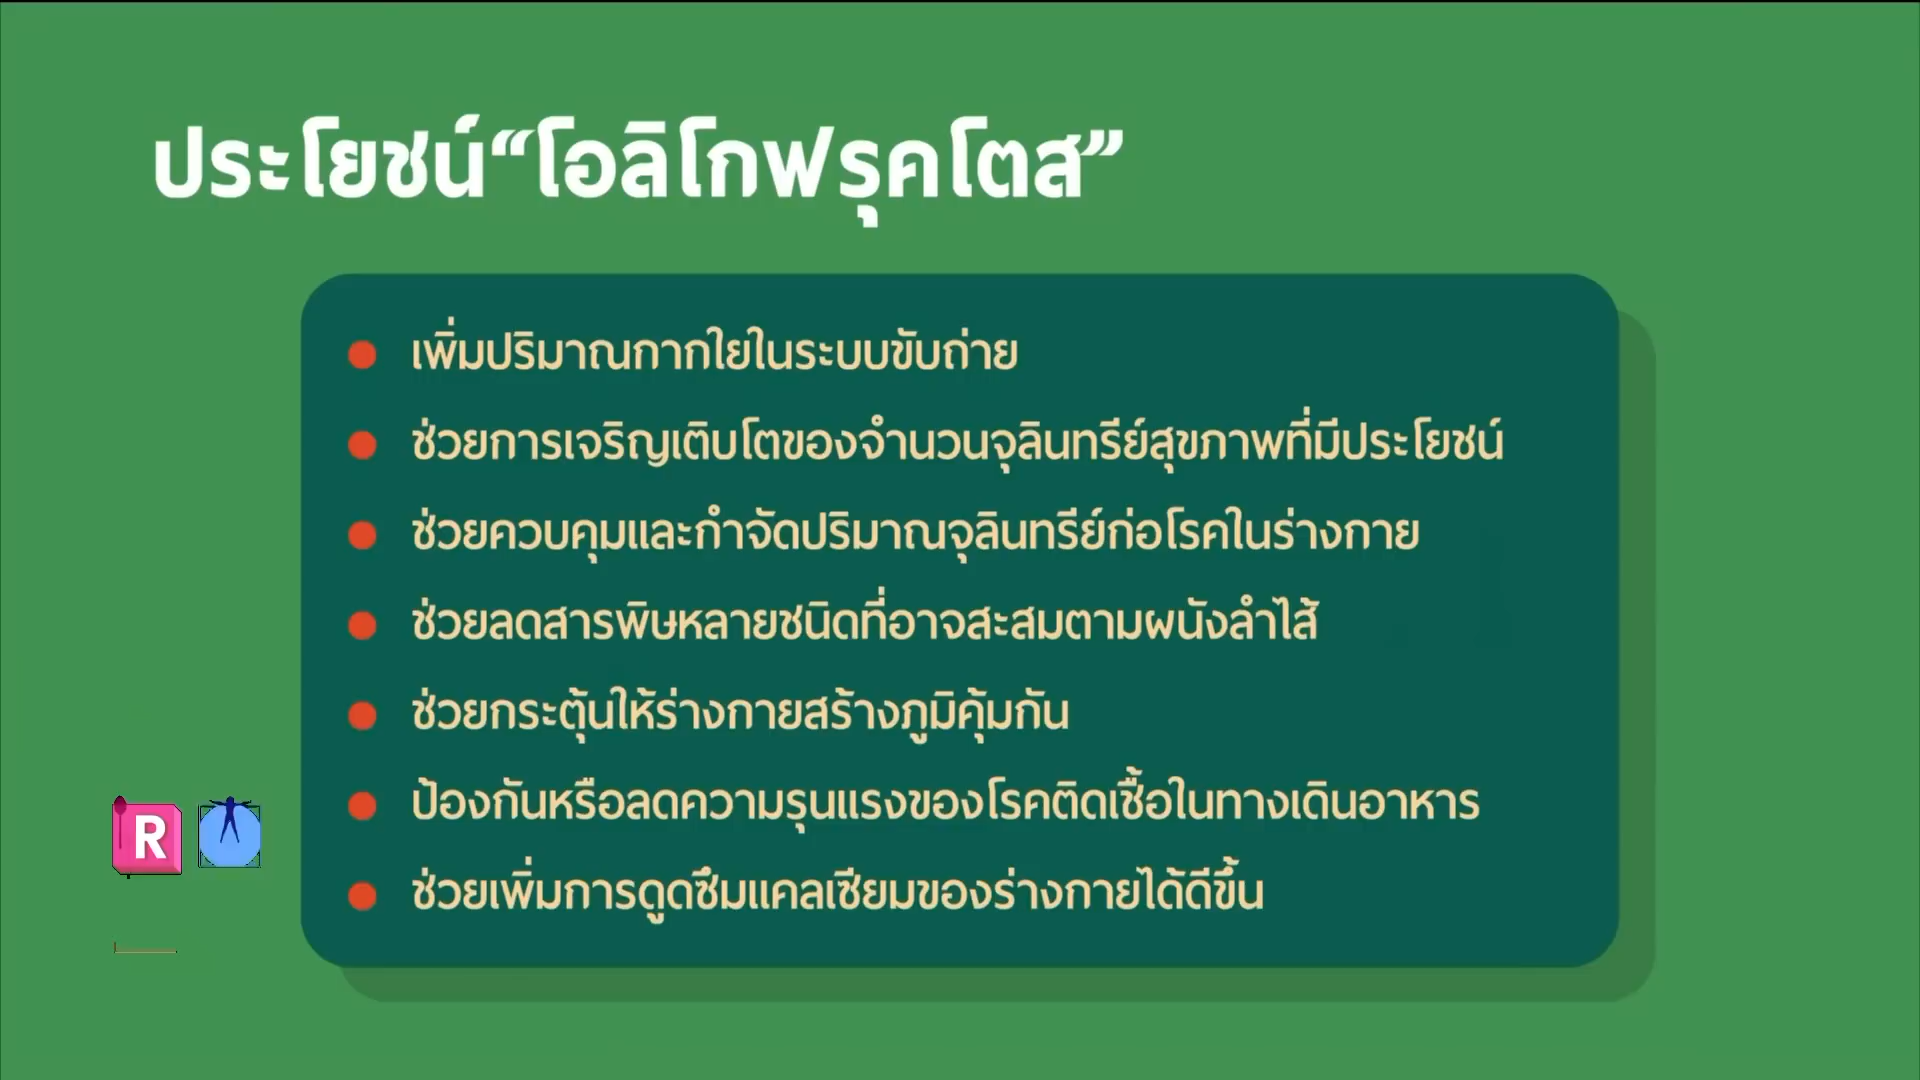 ประโยชน์“โอลิโกฟรุคโตส”
เพิ่มปริมาณกากใยในระบบขับถ่าย
ช่วยการเจริญเติบโตของจำนวนจุลินทรีย์สุขภาพที่มีประโยชน์
ช่วยควบคุมและกำจัดปริมาณจุลินทรีย์ก่อโรคในร่างกาย
ช่วยลดสารพิษหลายชนิดที่อาจสะสมตามผนังลำไส้
ช่วยกระตุ้นให้ร่างกายสร้างภูมิคุ้มกัน
ป้องกันหรือลดความรุนแรงของโรคติดเชื้อในทางเดินอาหาร
ช่วยเพิ่มการดูดซึมแคลเซียมของร่างกายได้ดีขึ้น
R